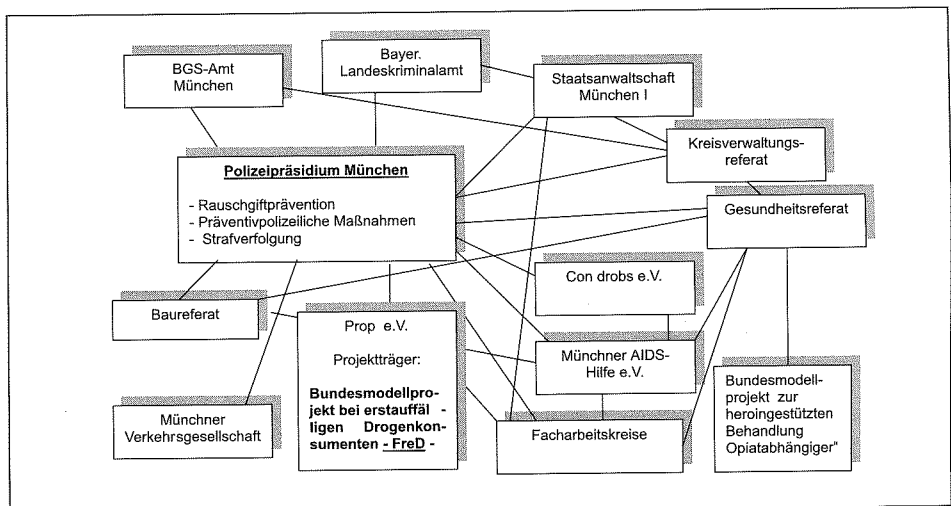 BGS-Amt
München
Bayer.
Landeskriminalamt
Staatsanwaltschaft
München I
Kreisverwaltungs-
referat
Polizeipräsidium München
- Rauschgiftprävention
- Präventivpolizeiliche Maßnahmen
- Strafverfolgung
Gesundheitsreferat
Con drobs e.V.
Baureferat
Prop e.V.
Projektträger:
Bundesmodellpro-
jekt bei erstauffäl -
ligen Drogenkon-
sumenten - FreD -
Münchner AIDS-
Hilfe e.V.
Bundesmodell-
projekt zur
heroingestützten
Behandlung
Opiatabhängiger"
Münchner
Verkehrsgesellschaft
Facharbeitskreise